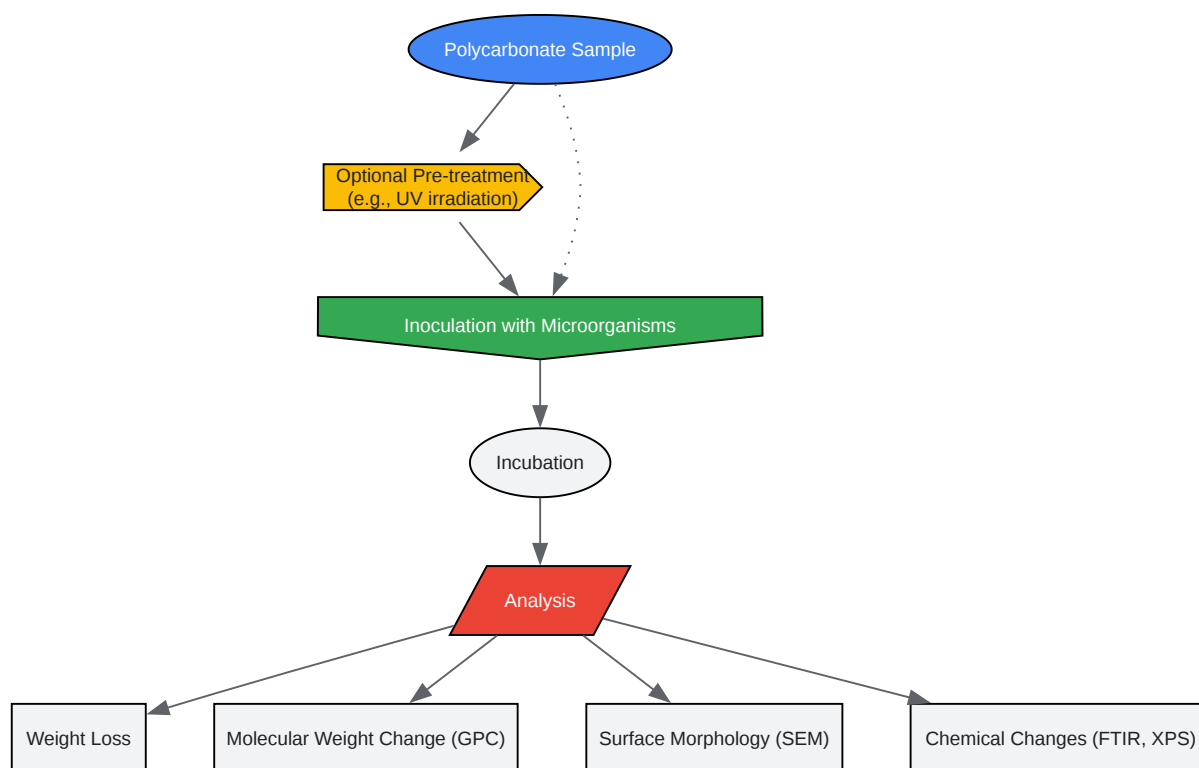 Polycarbonate Sample
Optional Pre-treatment
(e.g., UV irradiation)
Inoculation with Microorganisms
Incubation
Analysis
Weight Loss
Molecular Weight Change (GPC)
Surface Morphology (SEM)
Chemical Changes (FTIR, XPS)